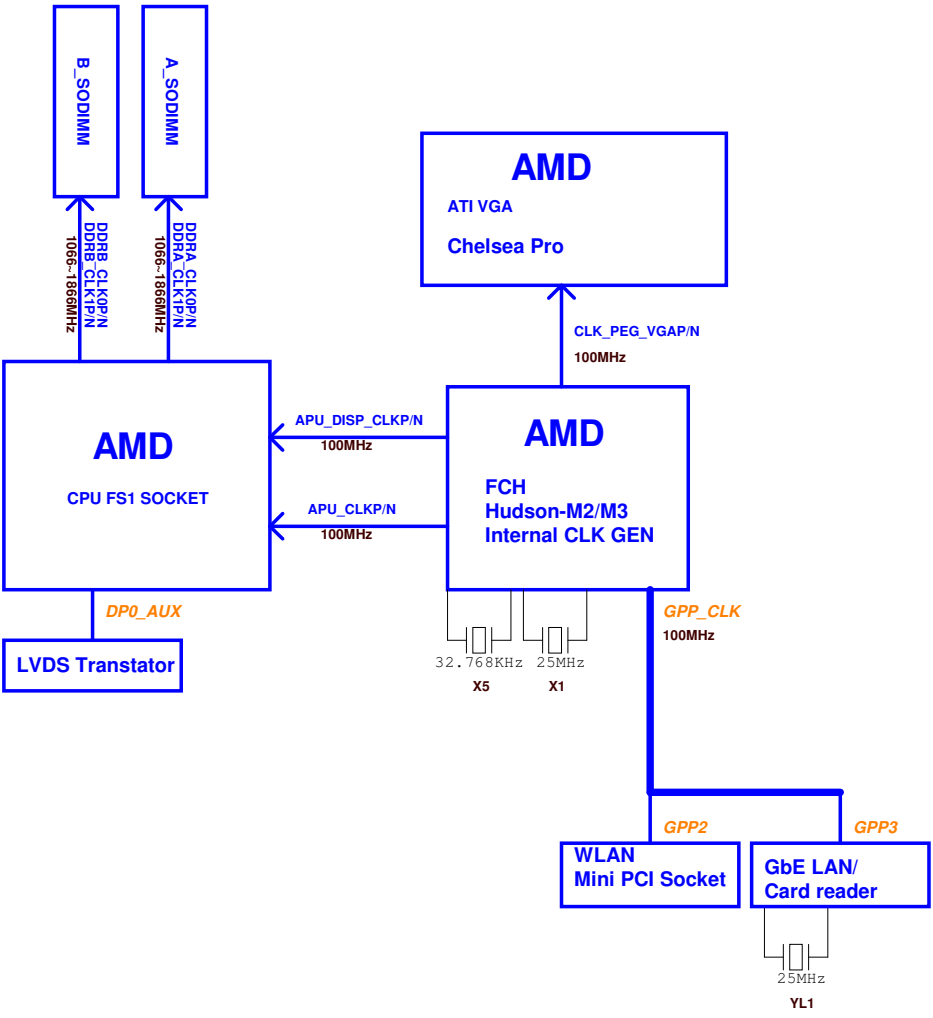 B_SODIMM
A_SODIMM
DDRB_CLK0P/N
DDRB_CLK1P/N
1066~1866MHz
DDRA_CLK0P/N
DDRA_CLK1P/N
1066~1866MHz
AMD
ATI VGA
Chelsea Pro
CLK_PEG_VGAP/N
100MHz
AMD
CPU FS1 SOCKET
APU_DISP_CLKP/N
100MHz
APU_CLKP/N
100MHz
AMD
FCH
Hudson-M2/M3
Internal CLK GEN
DP0_AUX
LVDS Transtator
32.768KHz
X5
25MHz
X1
GPP_CLK
100MHz
GPP2
WLAN
Mini PCI Socket
GPP3
GbE LAN/
Card reader
25MHz
YL1